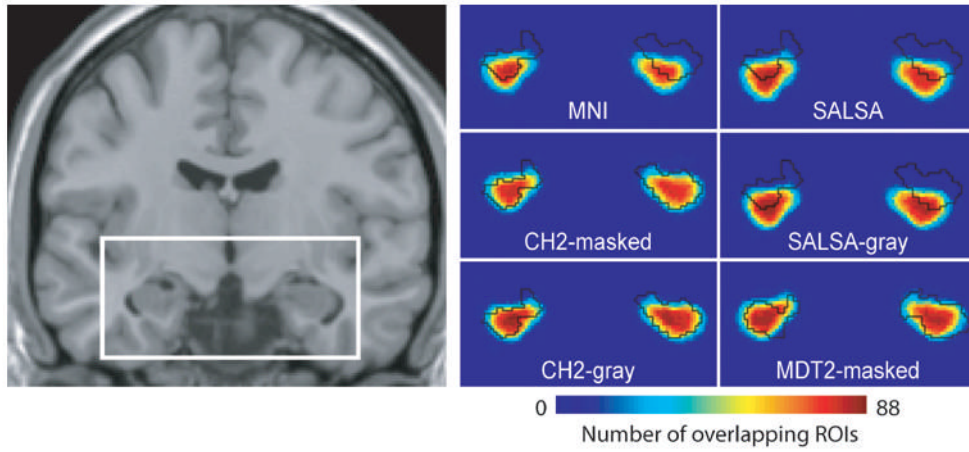 MNI
SALSA
CH2-masked
SALSA-gray
CH2-gray
MDT2-masked
0
88
Number of overlapping ROIs